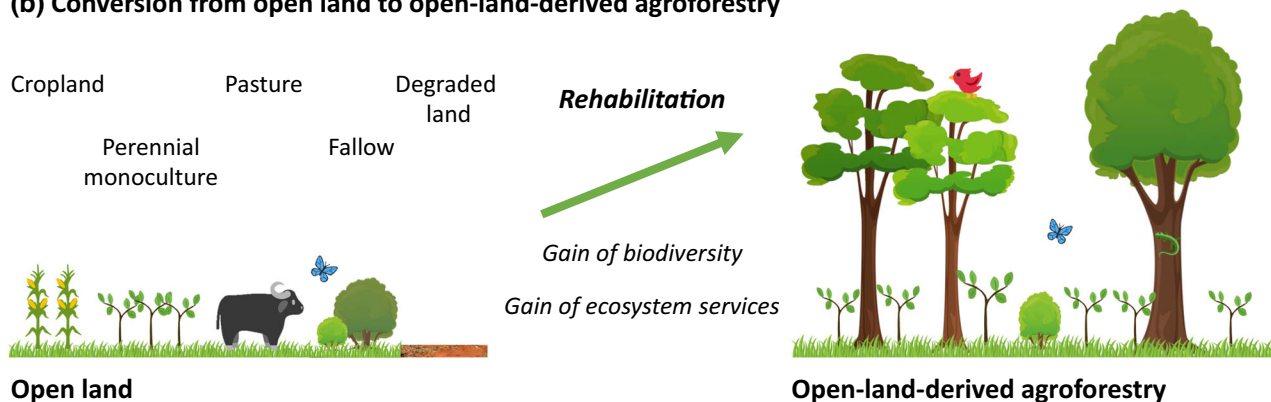 (b) Conversion from open land to open-land-derived agroforestry
Cropland
Pasture
Degraded
land
Perennial
monoculture
Fallow
Rehabilitation
Gain of biodiversity
Gain of ecosystem services
Open land
Open-land-derived agroforestry